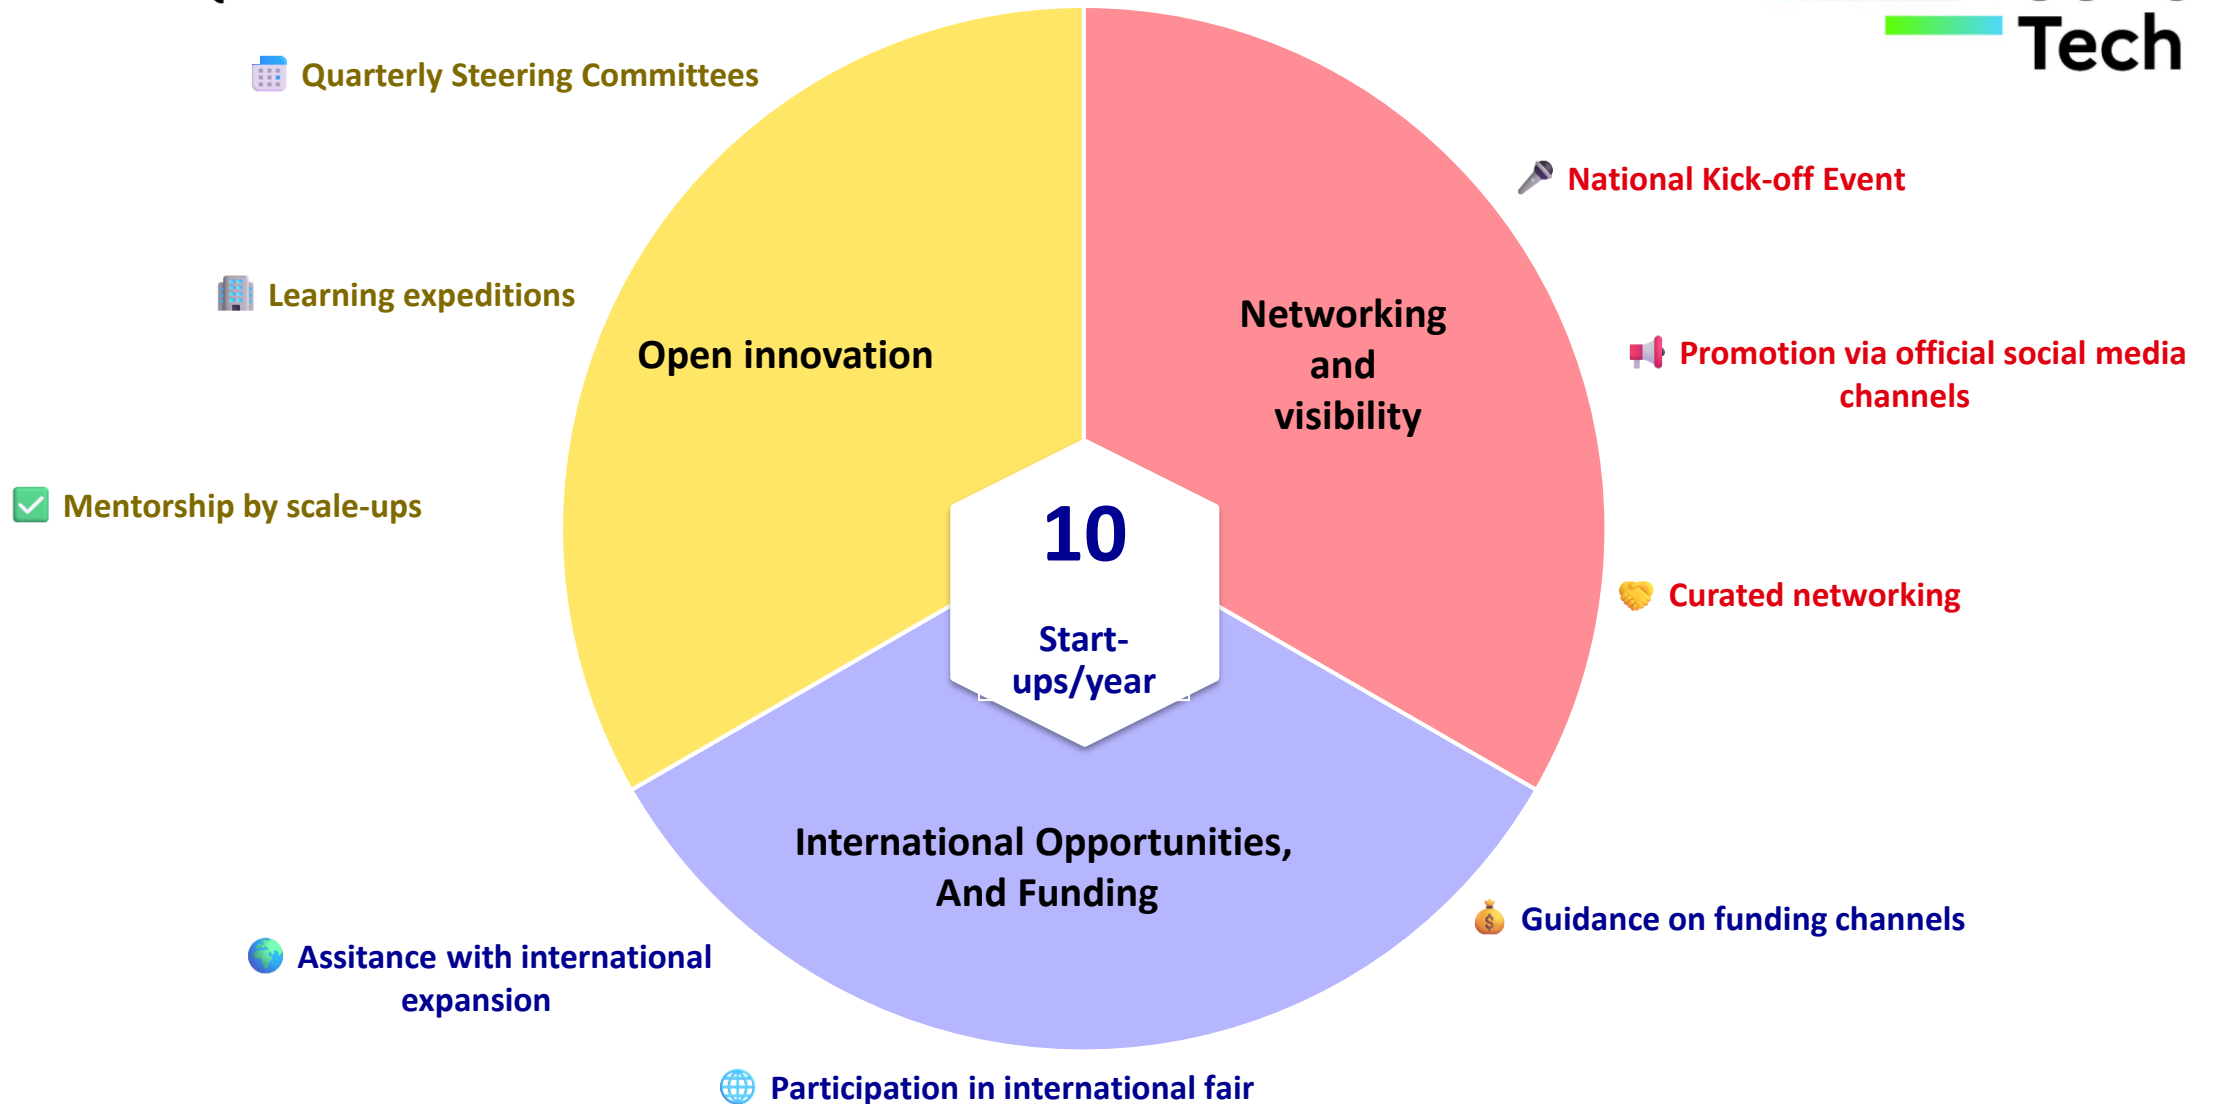 Tech
Quarterly Steering Committees
National Kick-off Event
Learning expeditions
Open innovation
Networking
and
visibility
Promotion via official social media
channels
Mentorship by scale-ups
10
Start-
ups/year
Curated networking
International Opportunities,
And Funding
Guidance on funding channels
Assitance with international
expansion
Participation in international fair